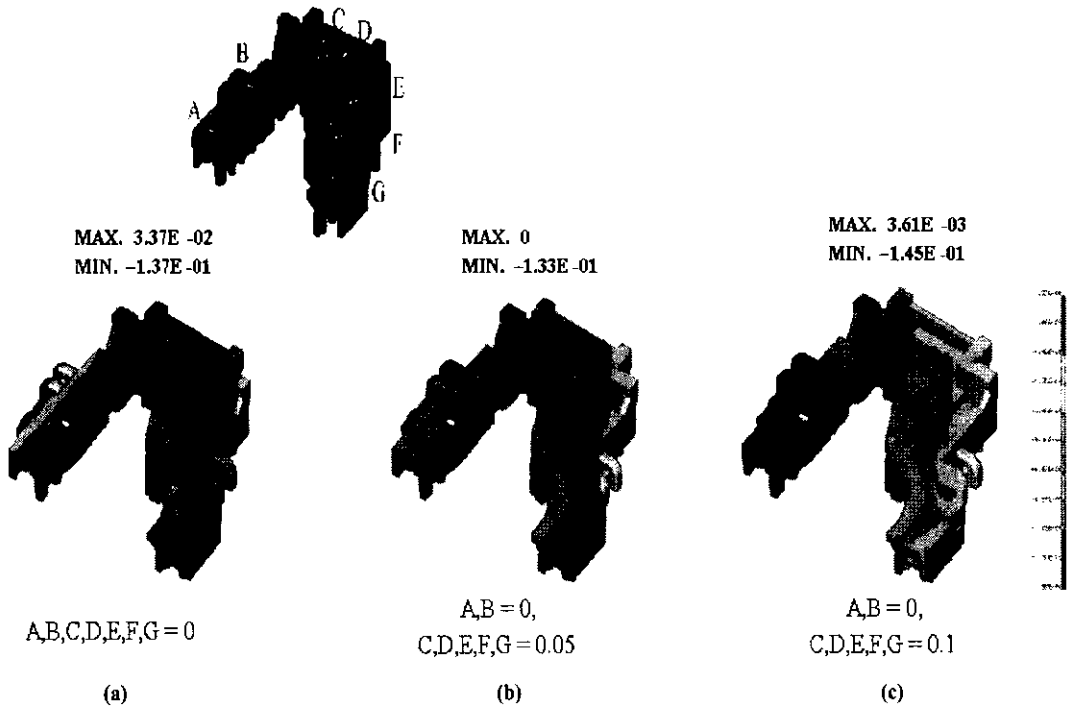 C
D
B
E
A
F
G
MAX. 3.37E -02
MIN. -1.37E -01
MAX. 0
MIN. -1.33E -01
MAX. 3.61E -03
MIN. -1.45E -01
A,B,C,D,E,F,G = 0
A,B = 0,
C,D,E,F,G = 0.05
A,B = 0,
C,D,E,F,G = 0.1
(a)
(b)
(c)